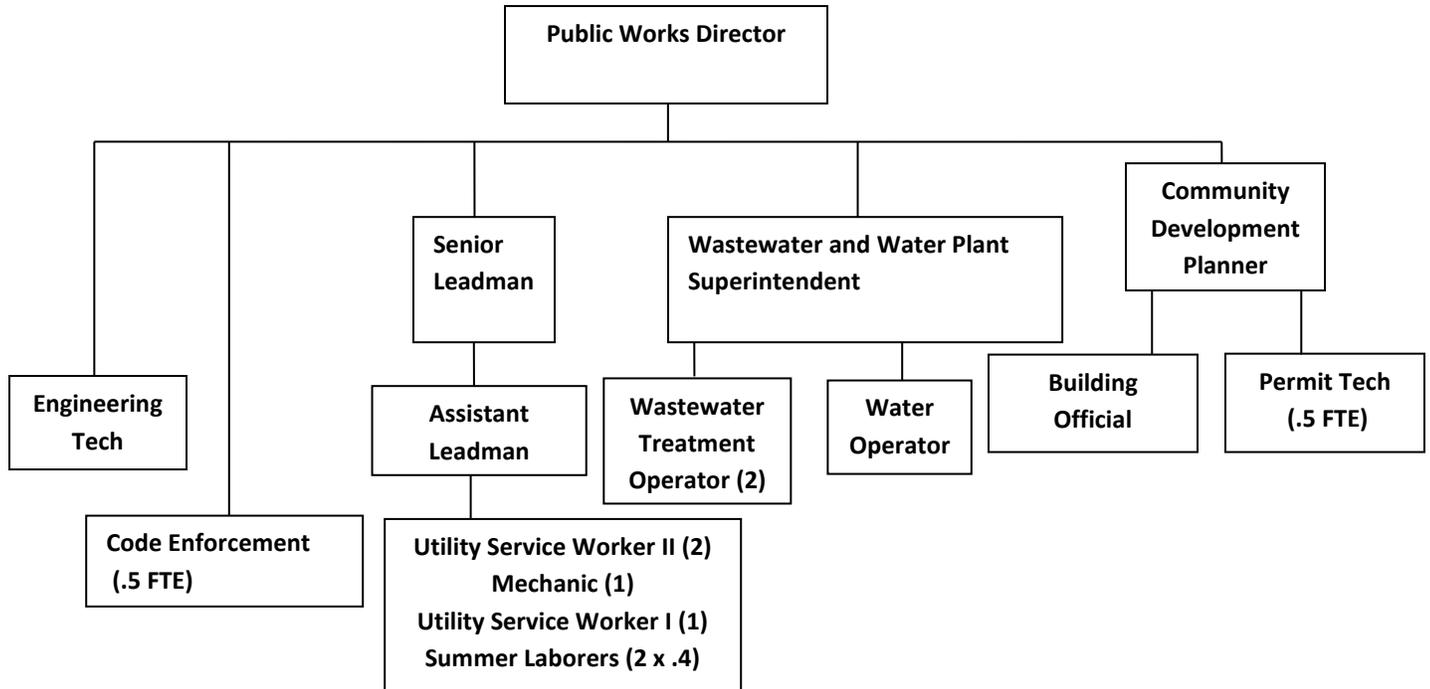 Public Works Director
Community
Development
Planner
Senior
Leadman
Wastewater and Water Plant
Superintendent
Engineering
Tech
Assistant
Leadman
Wastewater
Treatment
Operator (2)
Water
Operator
Building
Official
Permit Tech
(.5 FTE)
Code Enforcement
(.5 FTE)
Utility Service Worker II (2)
Mechanic (1)
Utility Service Worker I (1)
Summer Laborers (2 x .4)